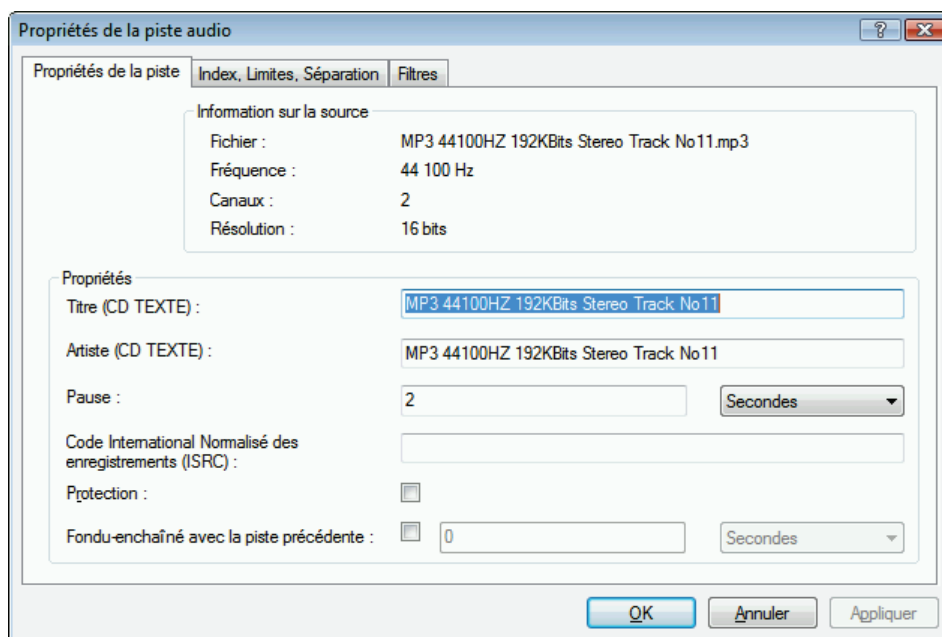 Propriétés de la piste audio
Propriétés de la piste
Index, Limites, Séparation
Filtres
Information sur la source
Fichier : MP3 44100HZ 192KBits Stereo Track No11.mp3
Fréquence : 44 100 Hz
Canaux : 2
Résolution : 16 bits
Propriétés
Titre (CD TEXTE) : MP3 44100HZ 192KBits Stereo Track No11
Artiste (CD TEXTE) : MP3 44100HZ 192KBits Stereo Track No11
Pause : 2 Secondes
Code International Normalisé des
enregistrements (ISRC) :
Protection :
Fondu-enchaîné avec la piste précédente : 0 Secondes
OK Annuler Appliquer